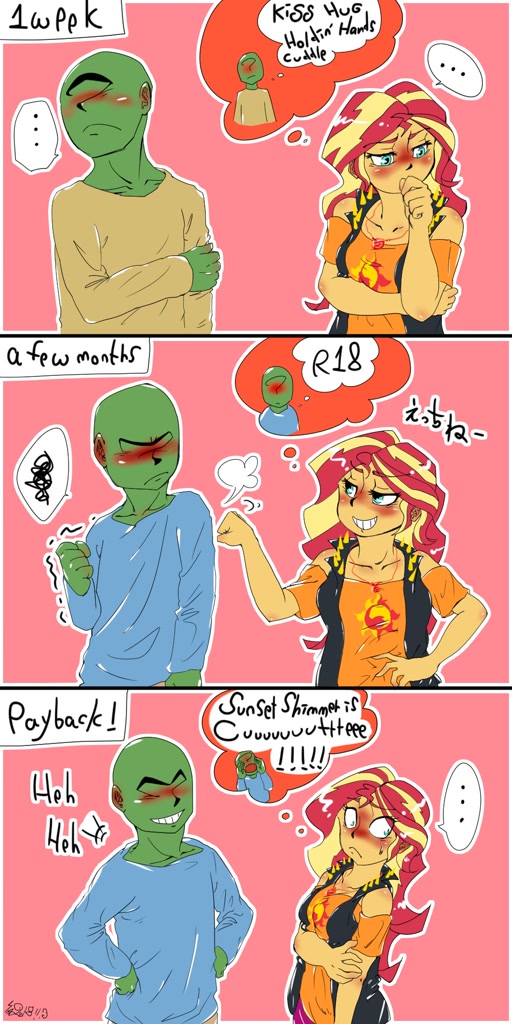 1wppk
Kiss Hug
Holdin' Hands
Cuddle
...
...
a few months
R18
えっちねー
Payback!
Sunset Shimmer is
Cuuuuuuutttteee
!!!!!
Heh
Heh
...